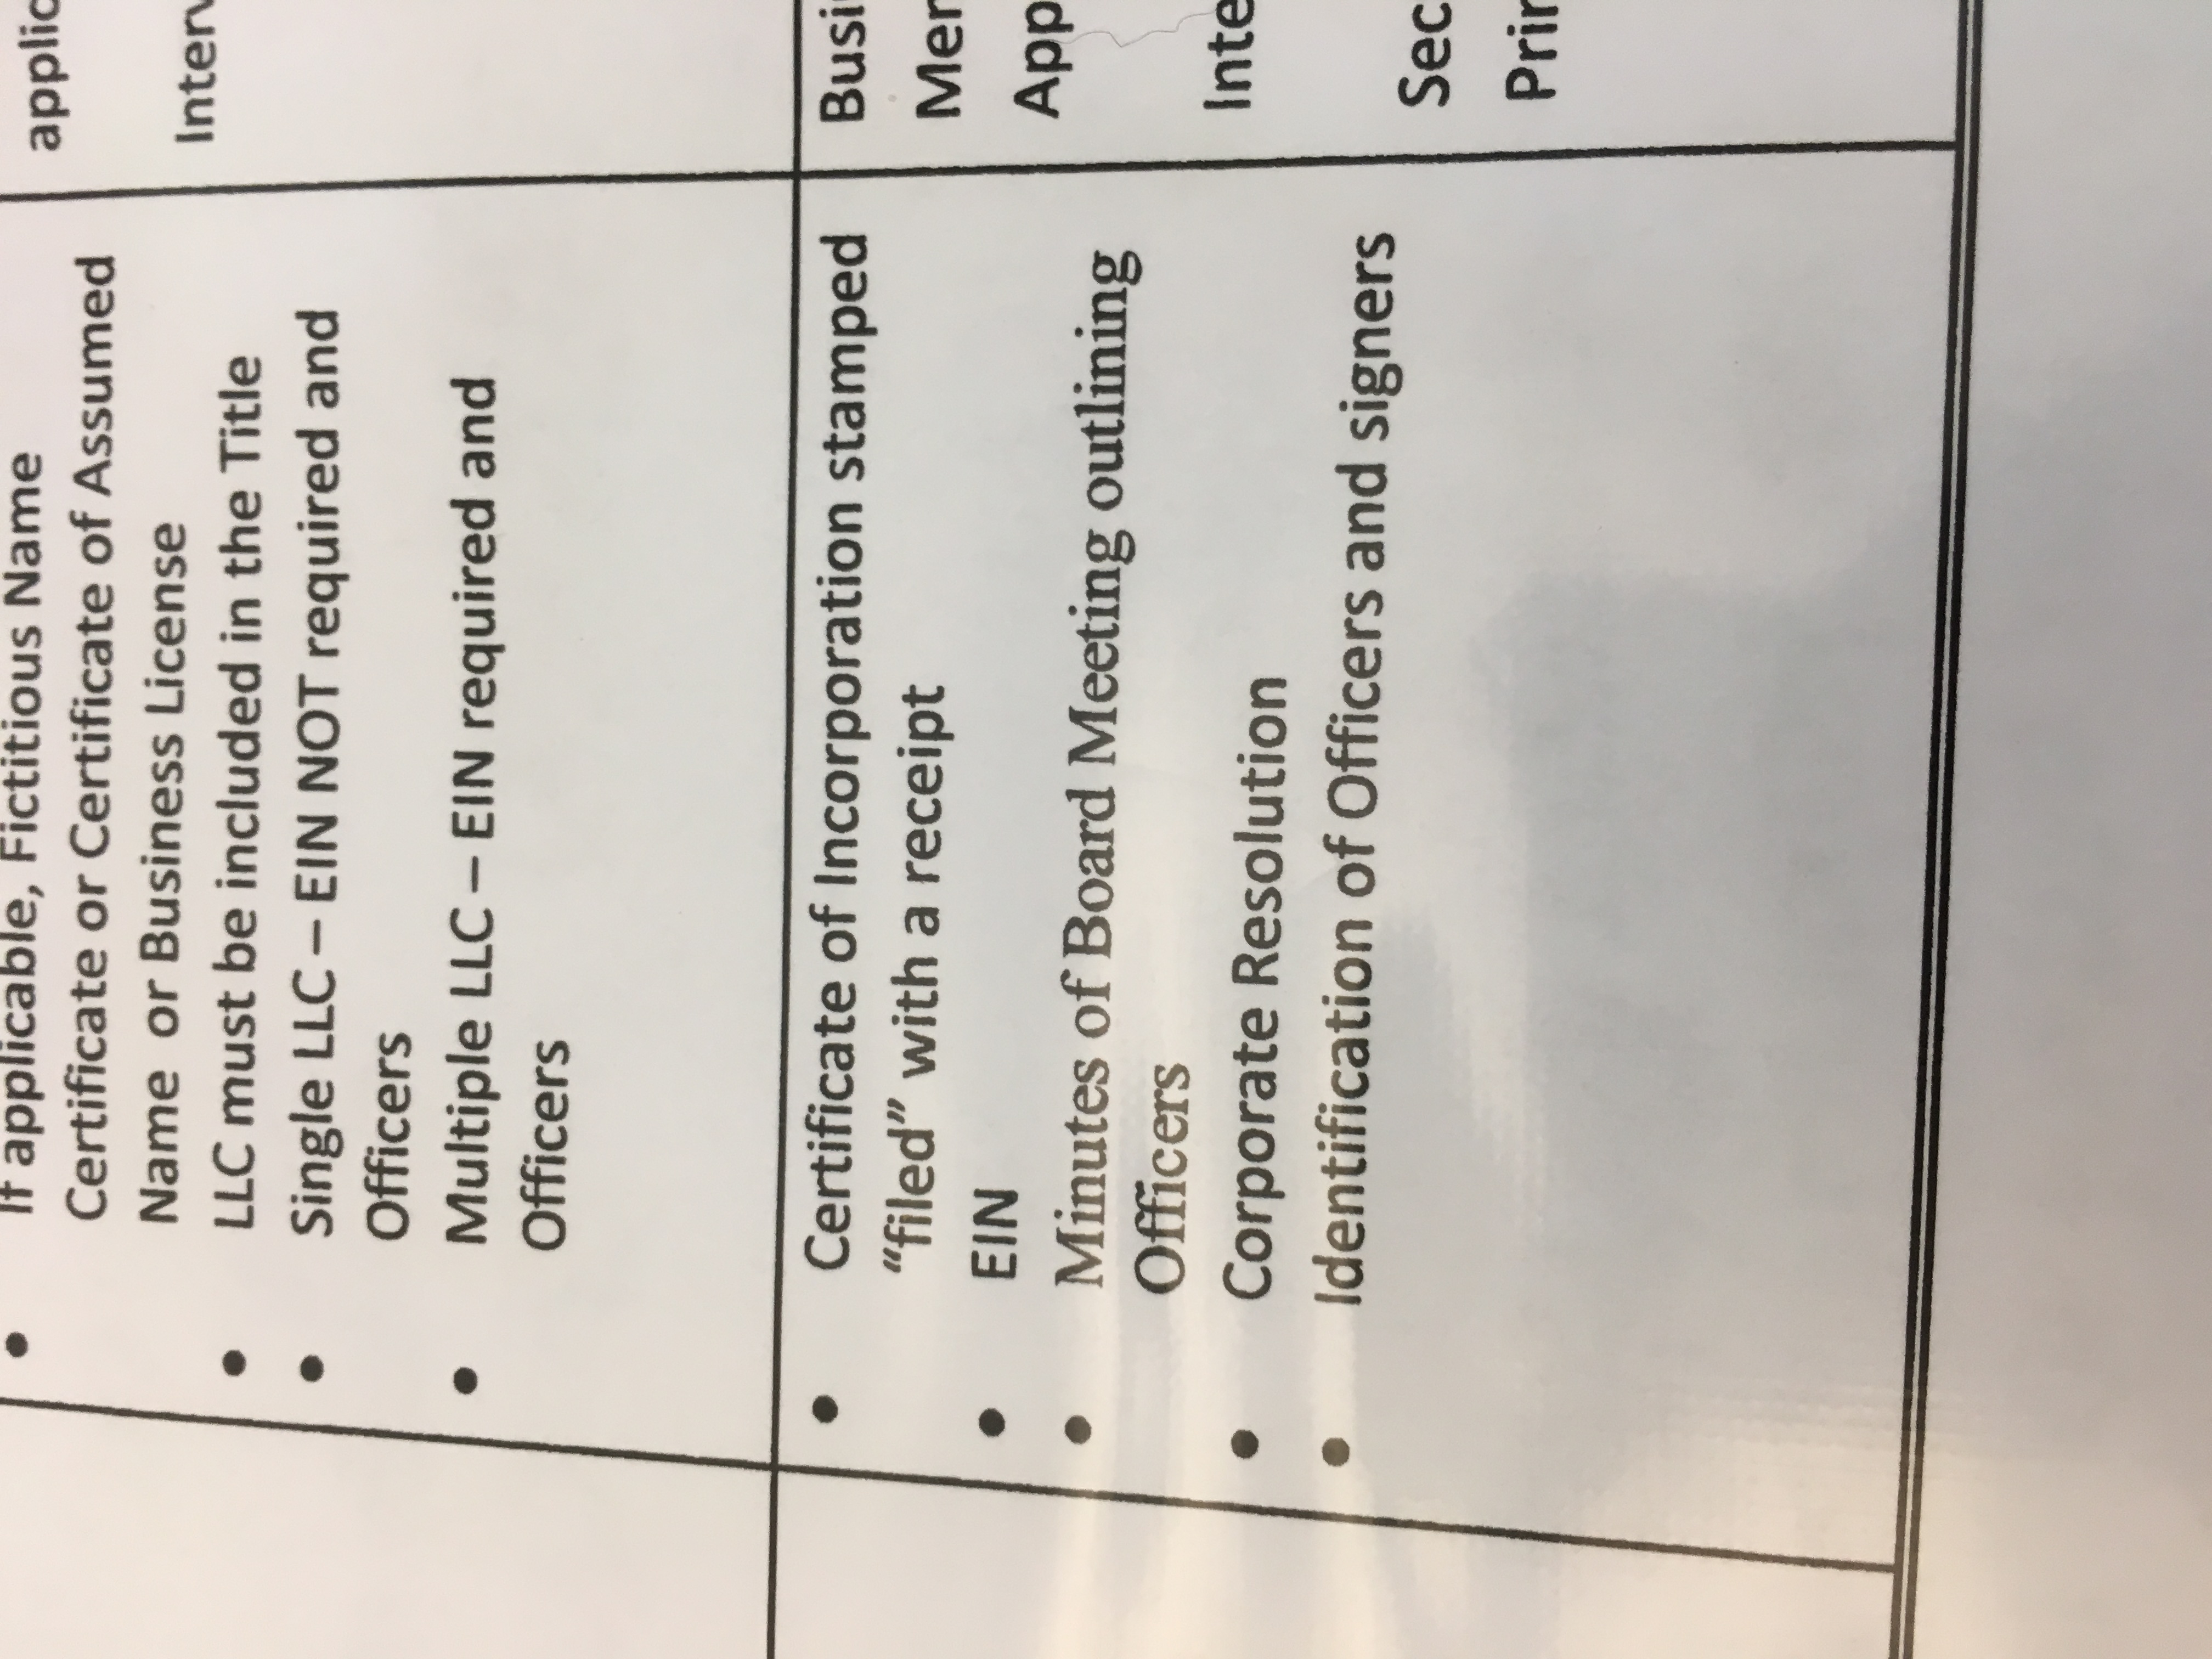 • If applicable, Fictitious Name
Certificate or Certificate of Assumed
Name or Business License
• LLC must be included in the Title
• Single LLC – EIN NOT required and
Officers
• Multiple LLC – EIN required and
Officers
• Certificate of Incorporation stamped
“filed” with a receipt
• EIN
• Minutes of Board Meeting outlining
Officers
• Corporate Resolution
• Identification of Officers and signers
applic
Interv
Busi
Mer
App
Inte
Sec
Prin